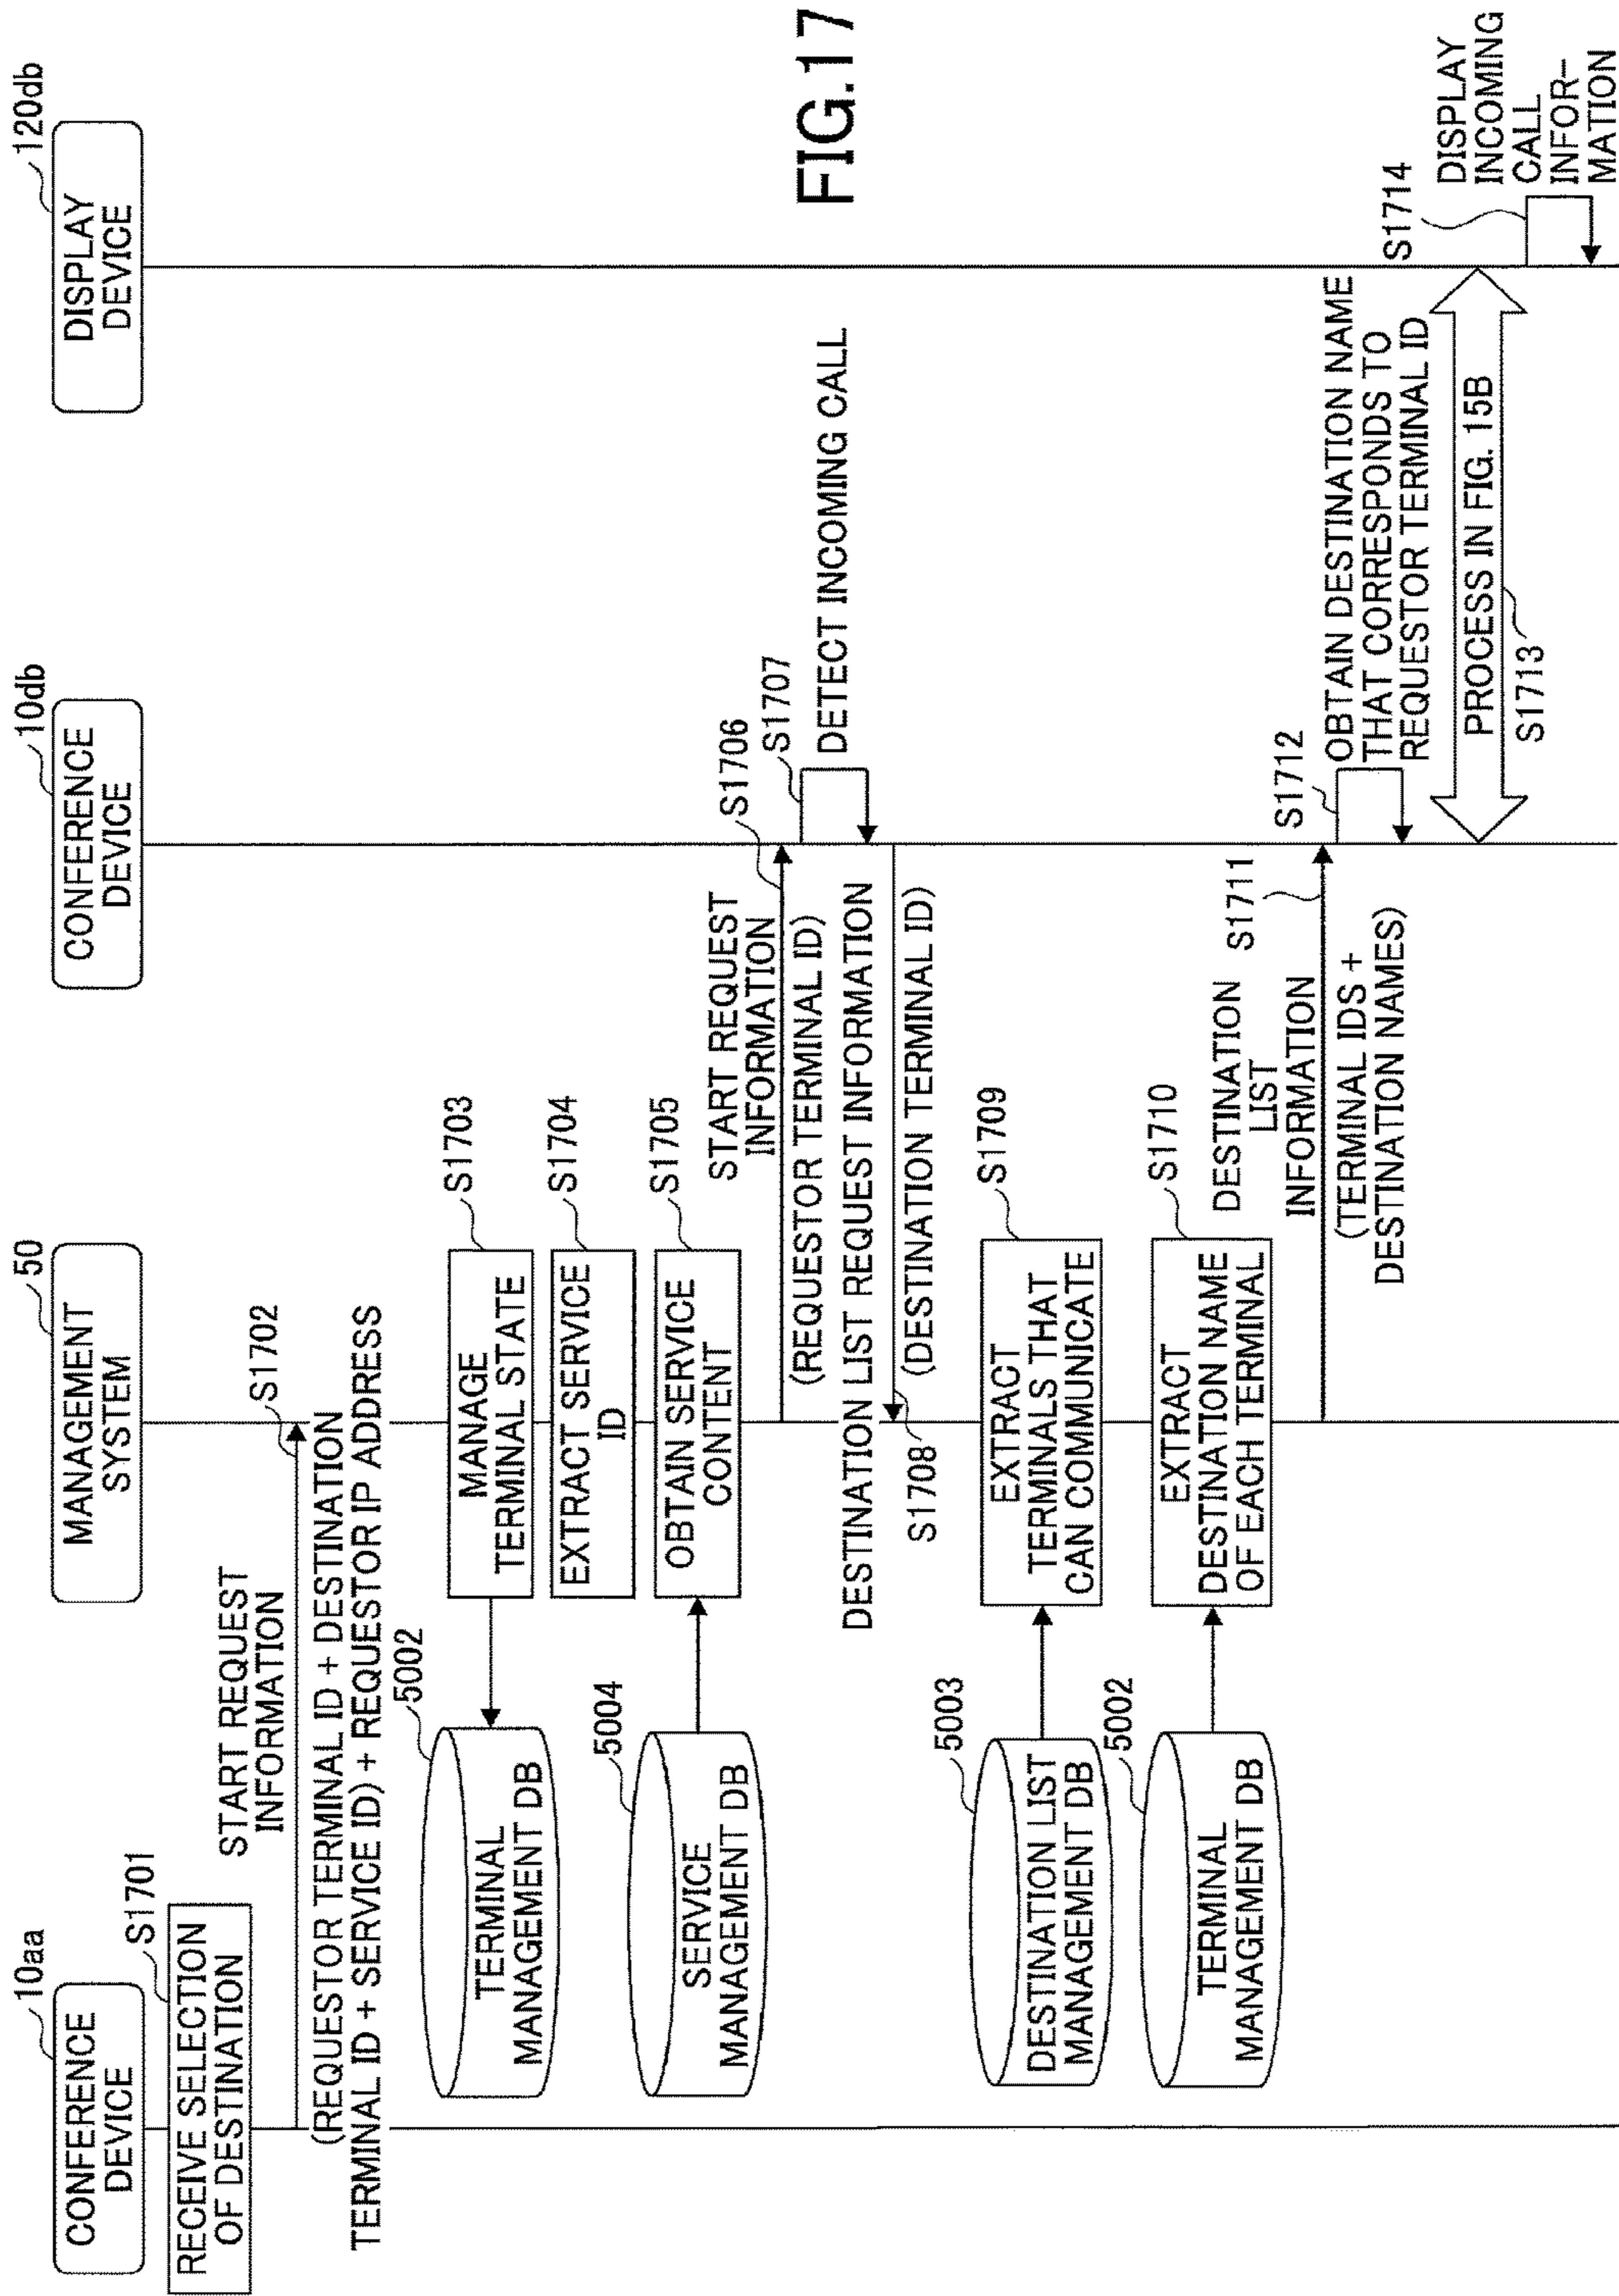 FIG.17
10aa
CONFERENCE
DEVICE
50
MANAGEMENT
SYSTEM
10db
CONFERENCE
DEVICE
120db
DISPLAY
DEVICE
S1701
RECEIVE SELECTION
OF DESTINATION
START REQUEST
INFORMATION
S1702
(REQUESTOR TERMINAL ID + DESTINATION
TERMINAL ID + SERVICE ID) + REQUESTOR IP ADDRESS
5002
TERMINAL
MANAGEMENT DB
MANAGE
TERMINAL STATE
S1703
EXTRACT SERVICE
ID
S1704
5004
SERVICE
MANAGEMENT DB
OBTAIN SERVICE
CONTENT
S1705
START REQUEST
INFORMATION
S1706
(REQUESTOR TERMINAL ID)
S1707
DETECT INCOMING CALL
DESTINATION LIST REQUEST INFORMATION
S1708
(DESTINATION TERMINAL ID)
5003
DESTINATION LIST
MANAGEMENT DB
EXTRACT
TERMINALS THAT
CAN COMMUNICATE
S1709
5002
TERMINAL
MANAGEMENT DB
EXTRACT
DESTINATION NAME
OF EACH TERMINAL
S1710
DESTINATION
LIST
INFORMATION
S1711
(TERMINAL IDS +
DESTINATION NAMES)
S1712
OBTAIN DESTINATION NAME
THAT CORRESPONDS TO
REQUESTOR TERMINAL ID
PROCESS IN FIG. 15B
S1713
S1714
DISPLAY
INCOMING
CALL
INFOR-
MATION